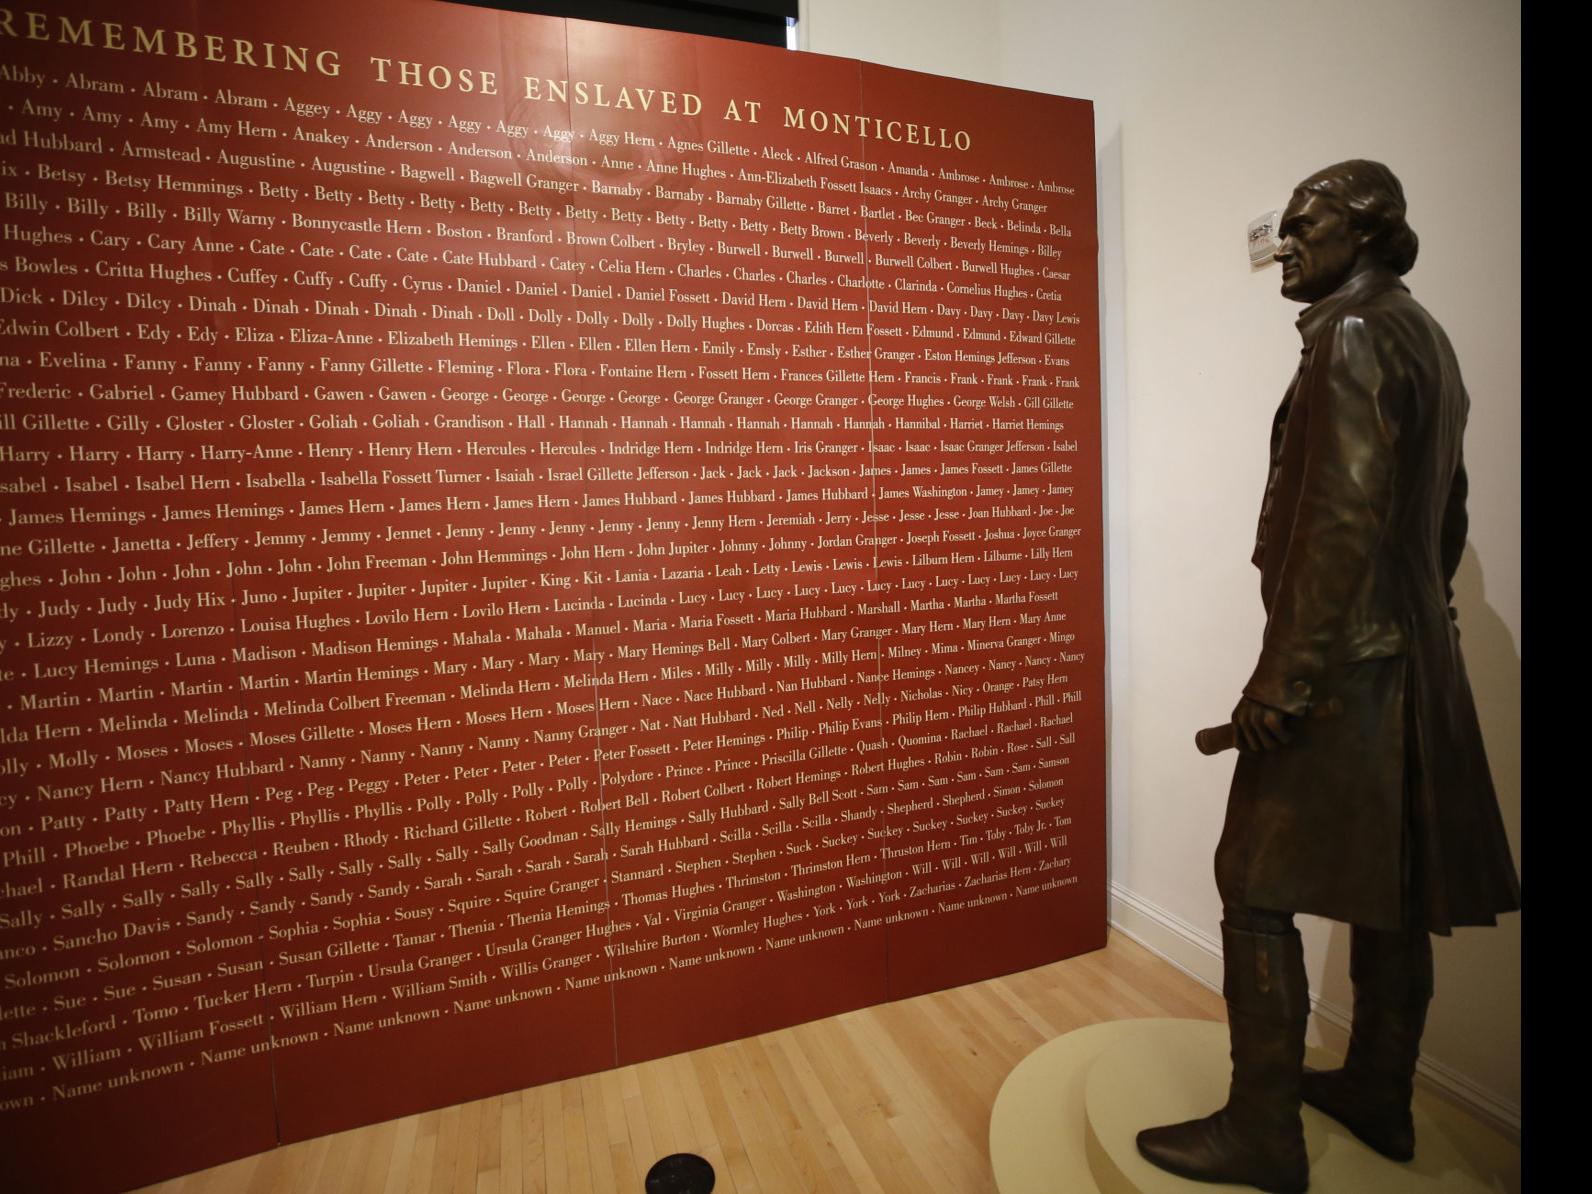 REMEMBERING THOSE ENSLAVED AT MONTICELLO
Abby · Abram · Abram · Abram · Aggey · Aggy · Aggy · Aggy · Aggy · Aggy · Aggy Hern · Agnes Gillette · Aleck · Alfred Grason · Amanda · Ambrose · Ambrose · Ambrose
· Amy · Amy · Amy · Amy Hern · Anakey · Anderson · Anderson · Anderson · Anne · Anne Hughes · Ann-Elizabeth Fossett Isaacs · Archy Granger · Archy Granger
Hubbard · Armstead · Augustine · Augustine · Bagwell · Bagwell Granger · Barnaby · Barnaby · Barnaby Gillette · Barret · Bartlet · Bec Granger · Beck · Belinda · Bella
· Betsy · Betsy Hemmings · Betty · Betty · Betty · Betty · Betty · Betty · Betty · Betty · Betty · Betty · Betty · Betty Brown · Beverly · Beverly · Beverly Hemings · Billey
Billy · Billy · Billy · Billy Warny · Bonnycastle Hern · Boston · Branford · Brown Colbert · Bryley · Burwell · Burwell · Burwell · Burwell Colbert · Burwell Hughes · Caesar
Hughes · Cary · Cary Anne · Cate · Cate · Cate · Cate · Cate Hubbard · Catey · Celia Hern · Charles · Charles · Charles · Charlotte · Clarinda · Cornelius Hughes · Cretia
Bowles · Critta Hughes · Cuffey · Cuffy · Cuffy · Cyrus · Daniel · Daniel · Daniel · Daniel Fossett · David Hern · David Hern · David Hern · Davy · Davy · Davy · Davy Lewis
Dick · Dilcy · Dilcy · Dinah · Dinah · Dinah · Dinah · Dinah · Doll · Dolly · Dolly · Dolly · Dolly Hughes · Dorcas · Edith Hern Fossett · Edmund · Edmund · Edward Gillette
Edwin Colbert · Edy · Edy · Eliza · Eliza-Anne · Elizabeth Hemings · Ellen · Ellen · Ellen Hern · Emily · Emsly · Esther · Esther Granger · Eston Hemings Jefferson · Evans
· Evelina · Fanny · Fanny · Fanny · Fanny Gillette · Fleming · Flora · Flora · Fontaine Hern · Fossett Hern · Frances Gillette Hern · Francis · Frank · Frank · Frank · Frank
Frederic · Gabriel · Gamey Hubbard · Gawen · Gawen · George · George · George · George · George Granger · George Granger · George Hughes · George Welsh · Gill Gillette
Gillette · Gilly · Gloster · Gloster · Goliah · Goliah · Grandison · Hall · Hannah · Hannah · Hannah · Hannah · Hannah · Hannah · Hannibal · Harriet · Harriet Hemings
Harry · Harry · Harry · Harry-Anne · Henry · Henry Hern · Hercules · Hercules · Indridge Hern · Indridge Hern · Iris Granger · Isaac · Isaac · Isaac Granger Jefferson · Isabel
Isabel · Isabel · Isabel Hern · Isabella · Isabella Fossett Turner · Isaiah · Israel Gillette Jefferson · Jack · Jack · Jack · Jackson · James · James · James Fossett · James Gillette
· James Hemings · James Hemings · James Hern · James Hern · James Hern · James Hubbard · James Hubbard · James Hubbard · James Washington · Jamey · Jamey · Jamey
Gillette · Janetta · Jeffery · Jemmy · Jemmy · Jennet · Jenny · Jenny · Jenny · Jenny · Jenny · Jenny Hern · Jeremiah · Jerry · Jesse · Jesse · Jesse · Joan Hubbard · Joe · Joe
· John · John · John · John · John · John Freeman · John Hemmings · John Hern · John Jupiter · Johnny · Johnny · Jordan Granger · Joseph Fossett · Joshua · Joyce Granger
· Judy · Judy · Judy Hix · Juno · Jupiter · Jupiter · Jupiter · Jupiter · King · Kit · Lania · Lazaria · Leah · Letty · Lewis · Lewis · Lewis · Lilburn Hern · Lilburne · Lilly Hern
· Lizzy · Londy · Lorenzo · Louisa Hughes · Lovilo Hern · Lovilo Hern · Lucinda · Lucinda · Lucy · Lucy · Lucy · Lucy · Lucy · Lucy · Lucy · Lucy · Lucy · Lucy · Lucy · Lucy
· Lucy Hemings · Luna · Madison · Madison Hemings · Mahala · Mahala · Manuel · Maria · Maria Fossett · Maria Hubbard · Marshall · Martha · Martha · Martha Fossett
· Martin · Martin · Martin · Martin · Martin Hemings · Mary · Mary · Mary · Mary · Mary Hemings Bell · Mary Colbert · Mary Granger · Mary Hern · Mary Hern · Mary Anne
Hern · Melinda · Melinda · Melinda Colbert Freeman · Melinda Hern · Melinda Hern · Miles · Milly · Milly · Milly · Milly Hern · Milney · Mima · Minerva Granger · Mingo
· Molly · Moses · Moses · Moses Gillette · Moses Hern · Moses Hern · Moses Hern · Nace · Nace Hubbard · Nan Hubbard · Nance Hemings · Nancey · Nancy · Nancy · Nancy
· Nancy Hern · Nancy Hubbard · Nanny · Nanny · Nanny · Nanny · Nanny Granger · Nat · Natt Hubbard · Ned · Nell · Nelly · Nelly · Nicholas · Nicy · Orange · Patsy Hern
· Patty · Patty · Patty Hern · Peg · Peg · Peggy · Peter · Peter · Peter · Peter · Peter Fossett · Peter Hemings · Philip · Philip Evans · Philip Hern · Philip Hubbard · Phill · Phill
Phill · Phoebe · Phoebe · Phyllis · Phyllis · Phyllis · Polly · Polly · Polly · Polly · Polydore · Prince · Prince · Priscilla Gillette · Quash · Quomina · Rachael · Rachael · Rachael
· Randal Hern · Rebecca · Reuben · Rhody · Richard Gillette · Robert · Robert Bell · Robert Colbert · Robert Hemings · Robert Hughes · Robin · Robin · Rose · Sall · Sall
Sally · Sally · Sally · Sally · Sally · Sally · Sally · Sally Goodman · Sally Hemings · Sally Hubbard · Sally Bell Scott · Sam · Sam · Sam · Sam · Sam · Sam · Samson
· Sancho Davis · Sandy · Sandy · Sandy · Sandy · Sarah · Sarah · Sarah · Sarah · Sarah Hubbard · Scilla · Scilla · Scilla · Shandy · Shepherd · Shepherd · Simon · Solomon
Solomon · Solomon · Solomon · Sophia · Sophia · Sousy · Squire · Squire Granger · Stannard · Stephen · Stephen · Suck · Suckey · Suckey · Suckey · Suckey · Suckey · Suckey
· Sue · Sue · Susan · Susan · Susan Gillette · Tamar · Thenia · Thenia Hemings · Thomas Hughes · Thrimston · Thrimston Hern · Thruston Hern · Tim · Toby · Toby Jr. · Tom
Shackleford · Tomo · Tucker Hern · Turpin · Ursula Granger · Ursula Granger Hughes · Val · Virginia Granger · Washington · Washington · Will · Will · Will · Will · Will · Will
· William · William Fossett · William Hern · William Smith · Willis Granger · Wiltshire Burton · Wormley Hughes · York · York · York · Zacharias · Zacharias Hern · Zachary
· Name unknown · Name unknown · Name unknown · Name unknown · Name unknown · Name unknown · Name unknown · Name unknown · Name unknown · Name unknown